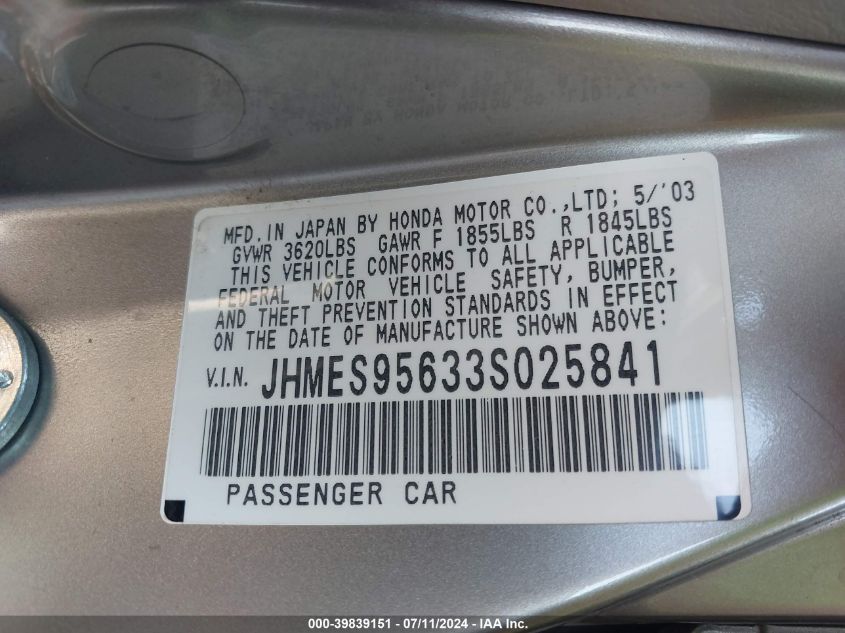 MFD. IN JAPAN BY HONDA MOTOR CO.,LTD; 5/'03
GVWR 3620LBS GAWR F 1855LBS R 1845LBS
THIS VEHICLE CONFORMS TO ALL APPLICABLE
FEDERAL MOTOR VEHICLE SAFETY, BUMPER,
AND THEFT PREVENTION STANDARDS IN EFFECT
ON THE DATE OF MANUFACTURE SHOWN ABOVE:
V.I.N. JHMES95633S025841
PASSENGER CAR
000-39839151 - 07/11/2024 - IAA Inc.